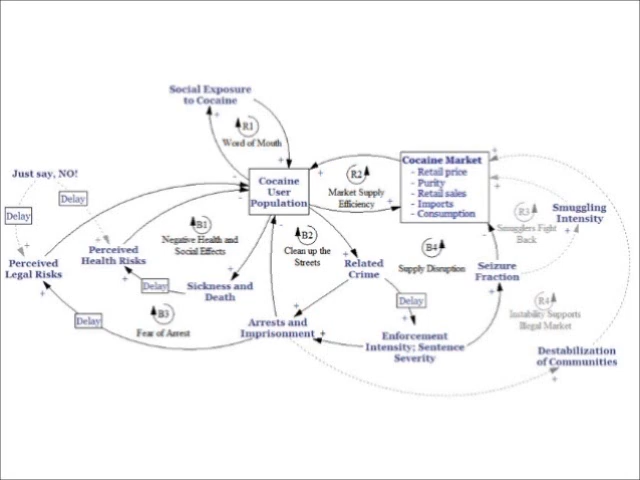 Social Exposure
to Cocaine
R1
Word of Mouth
Just say, NO!
Delay
Delay
Cocaine
User
Population
R2
Market Supply
Efficiency
Cocaine Market
- Retail price
- Purity
- Retail sales
- Imports
- Consumption
R3
Smugglers Fight
Back
Smuggling
Intensity
B1
Negative Health and
Social Effects
B2
Clean up the
Streets
B4
Supply Disruption
Perceived
Legal Risks
Perceived
Health Risks
Delay
Sickness and
Death
Related
Crime
Seizure
Fraction
Delay
R4
Instability Supports
Illegal Market
Delay
B3
Fear of Arrest
Arrests and
Imprisonment
Enforcement
Intensity; Sentence
Severity
Destabilization
of Communities